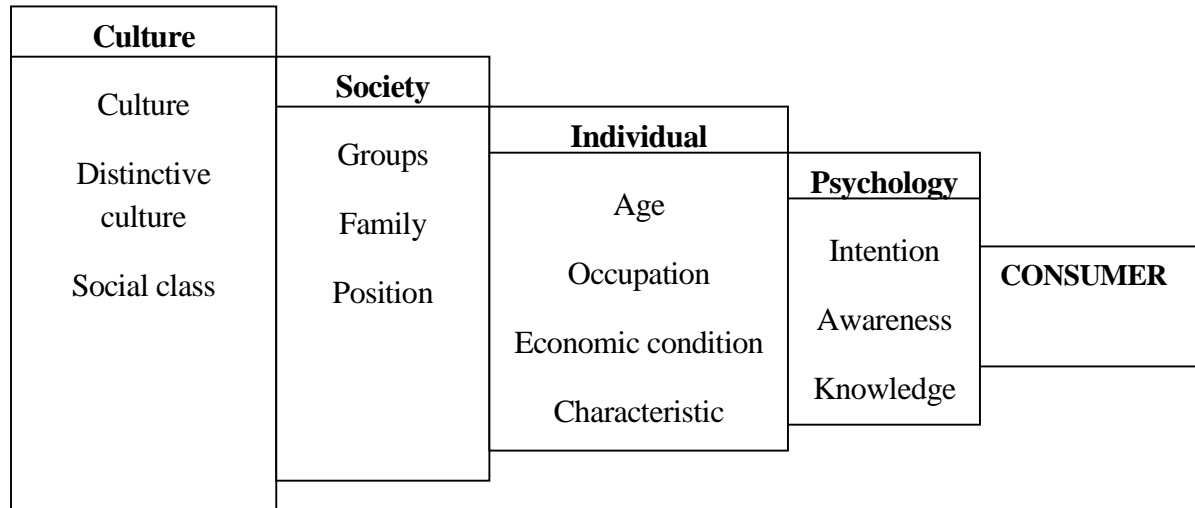 Culture
Culture
Distinctive
culture
Social class
Society
Groups
Family
Position
Individual
Age
Occupation
Economic condition
Characteristic
Psychology
Intention
Awareness
Knowledge
CONSUMER